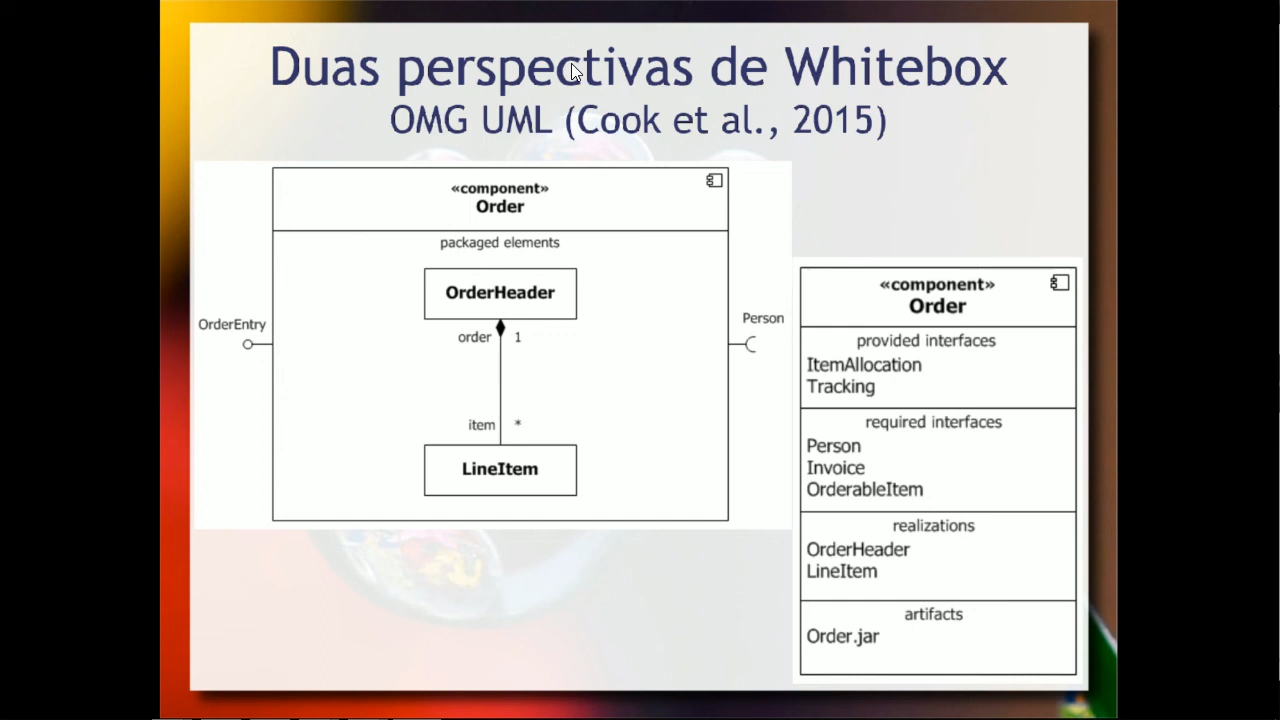 Duas perspectivas de Whitebox
OMG UML (Cook et al., 2015)
«component»
Order
packaged elements
OrderHeader
order 1
OrderEntry
Person
item *
LineItem
«component»
Order
provided interfaces
ItemAllocation
Tracking
required interfaces
Person
Invoice
OrderableItem
realizations
OrderHeader
LineItem
artifacts
Order.jar